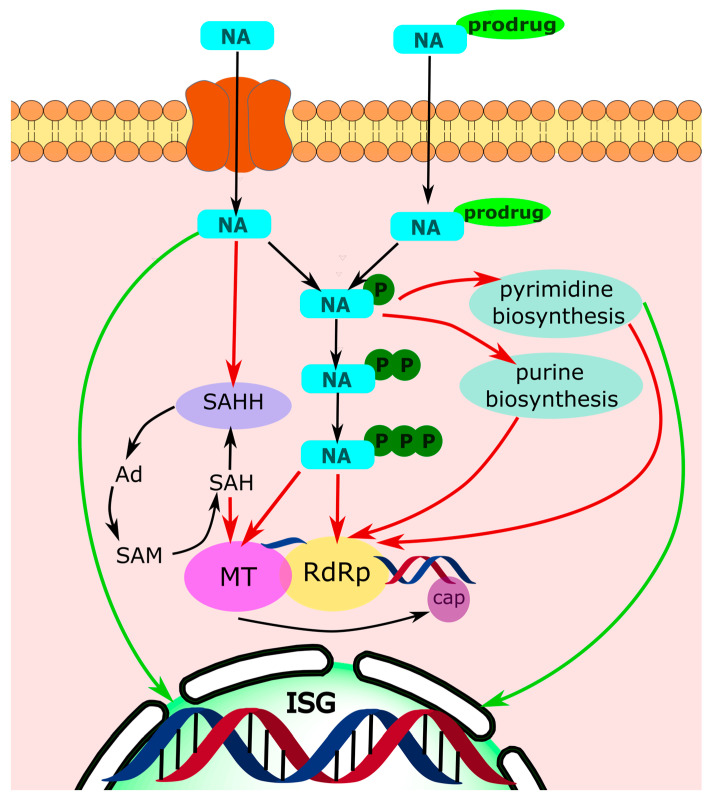 prodrug
NA
NA
prodrug
NA
NA
P
NA
pyrimidine
biosynthesis
P P
NA
purine
biosynthesis
SAHH
P P P
NA
Ad
SAH
SAM
MT
RdRp
cap
ISG